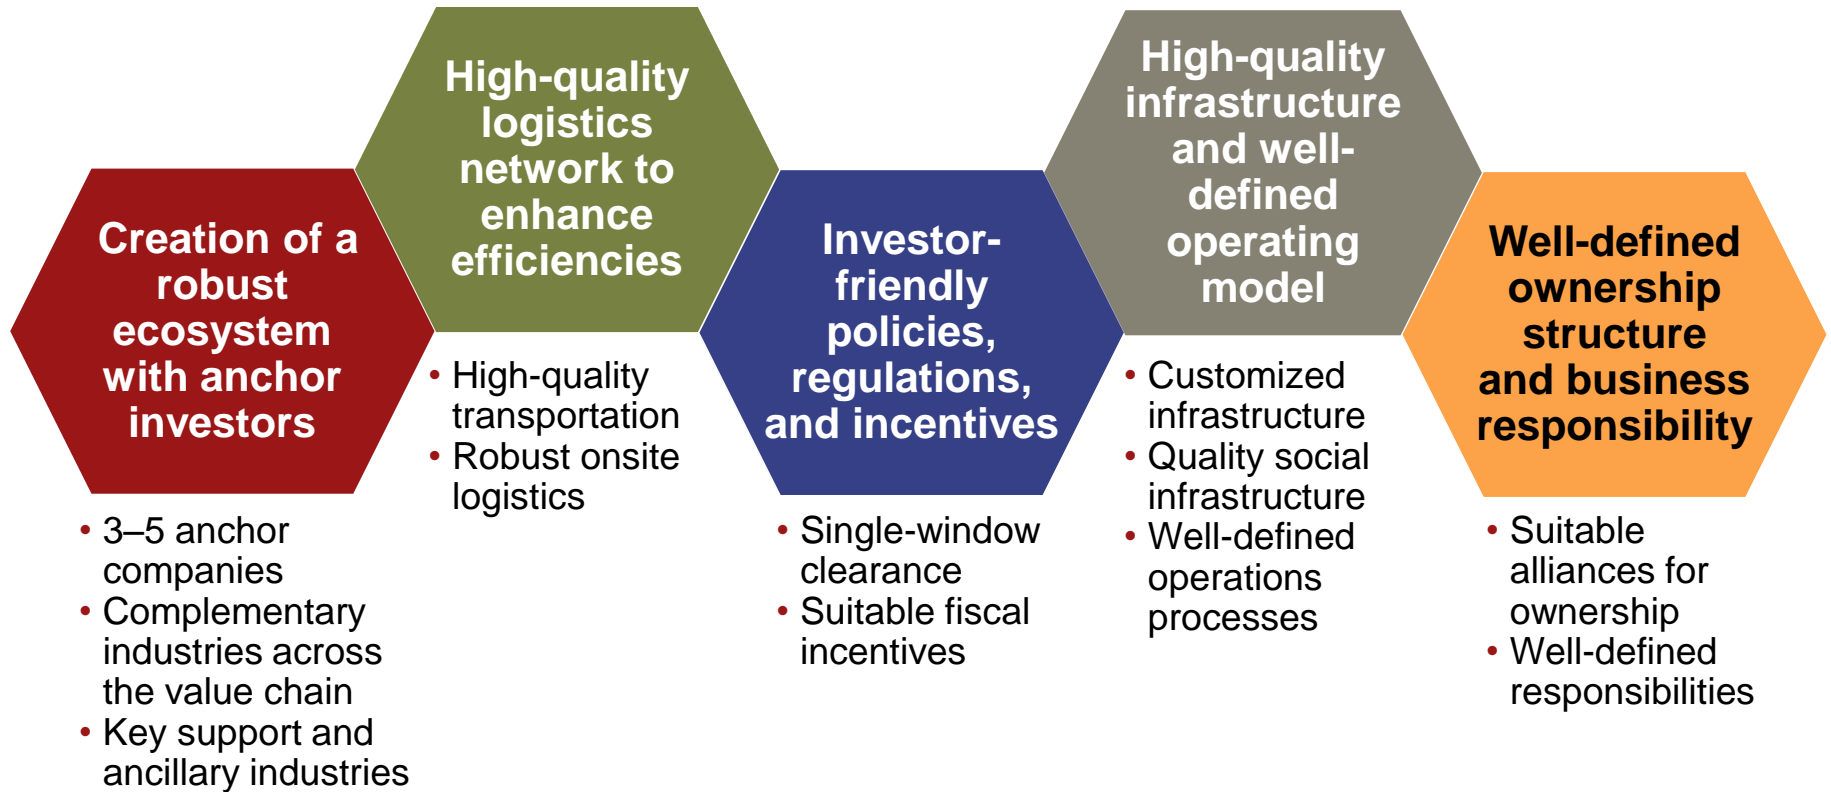 Creation of a
robust
ecosystem
with anchor
investors
• 3–5 anchor
companies
• Complementary
industries across
the value chain
• Key support and
ancillary industries
High-quality
logistics
network to
enhance
efficiencies
• High-quality
transportation
• Robust onsite
logistics
Investor-
friendly
policies,
regulations,
and incentives
• Single-window
clearance
• Suitable fiscal
incentives
High-quality
infrastructure
and well-
defined
operating
model
• Customized
infrastructure
• Quality social
infrastructure
• Well-defined
operations
processes
Well-defined
ownership
structure
and business
responsibility
• Suitable
alliances for
ownership
• Well-defined
responsibilities